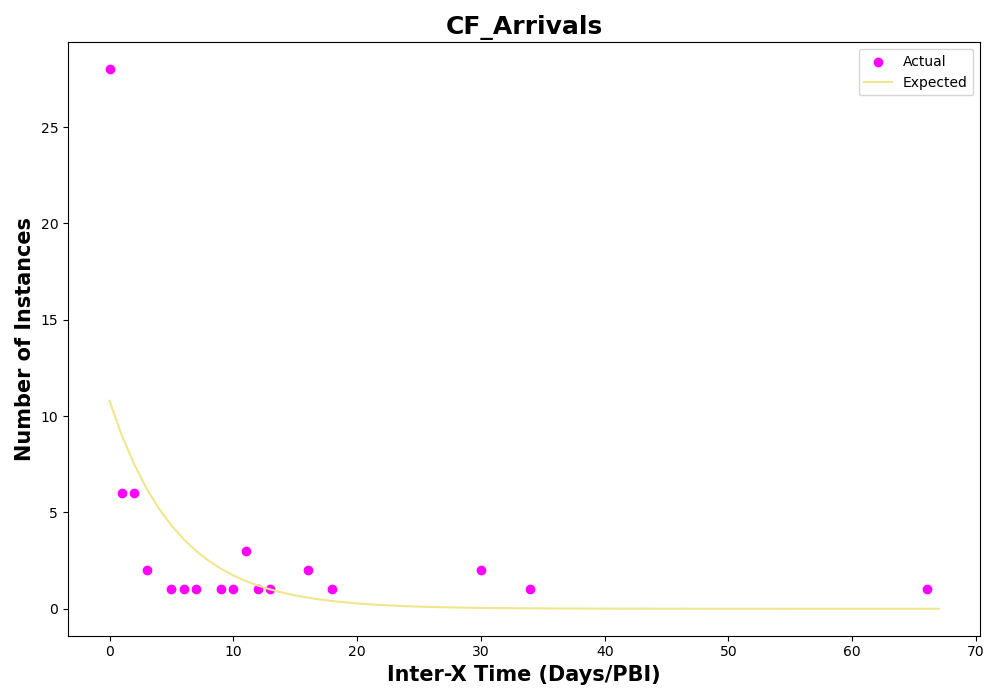 CF_Arrivals
Actual
Expected
Number of Instances
25
20
15
10
5
0
0 10 20 30 40 50 60 70
Inter-X Time (Days/PBI)